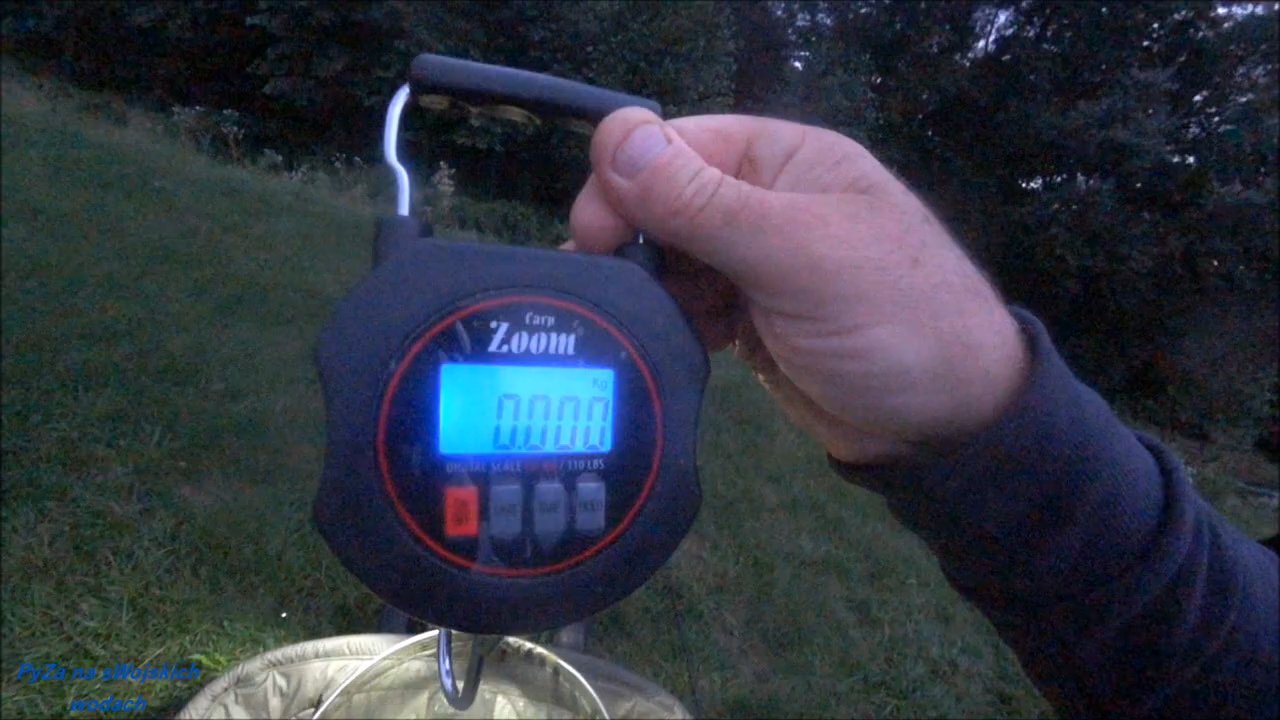 Carp
Zoom
Kg
0.000
DIGITAL SCALE / 110 LBS
PyZa na sWojskich
wodach